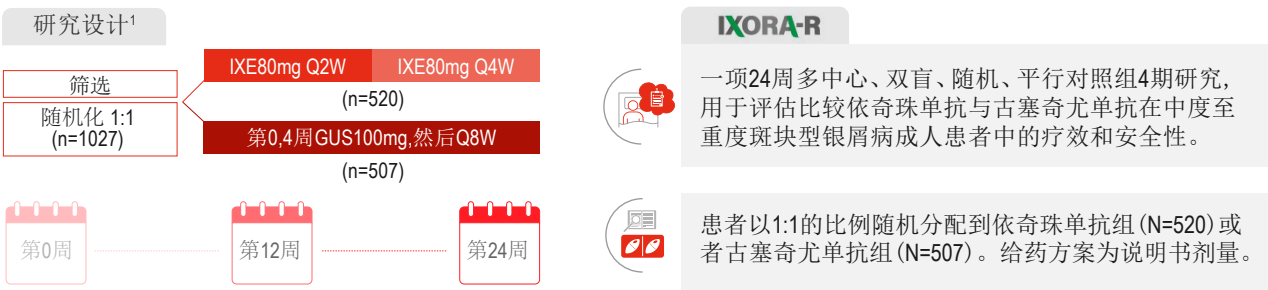 研究设计1
筛选
随机化 1:1
(n=1027)
IXE80mg Q2W
IXE80mg Q4W
(n=520)
第0,4周GUS100mg,然后Q8W
(n=507)
第0周
第12周
第24周
IXORA-R
一项24周多中心、双盲、随机、平行对照组4期研究,
用于评估比较依奇珠单抗与古塞奇尤单抗在中度至
重度斑块型银屑病成人患者中的疗效和安全性。
患者以1:1的比例随机分配到依奇珠单抗组(N=520)或
者古塞奇尤单抗组(N=507)。给药方案为说明书剂量。